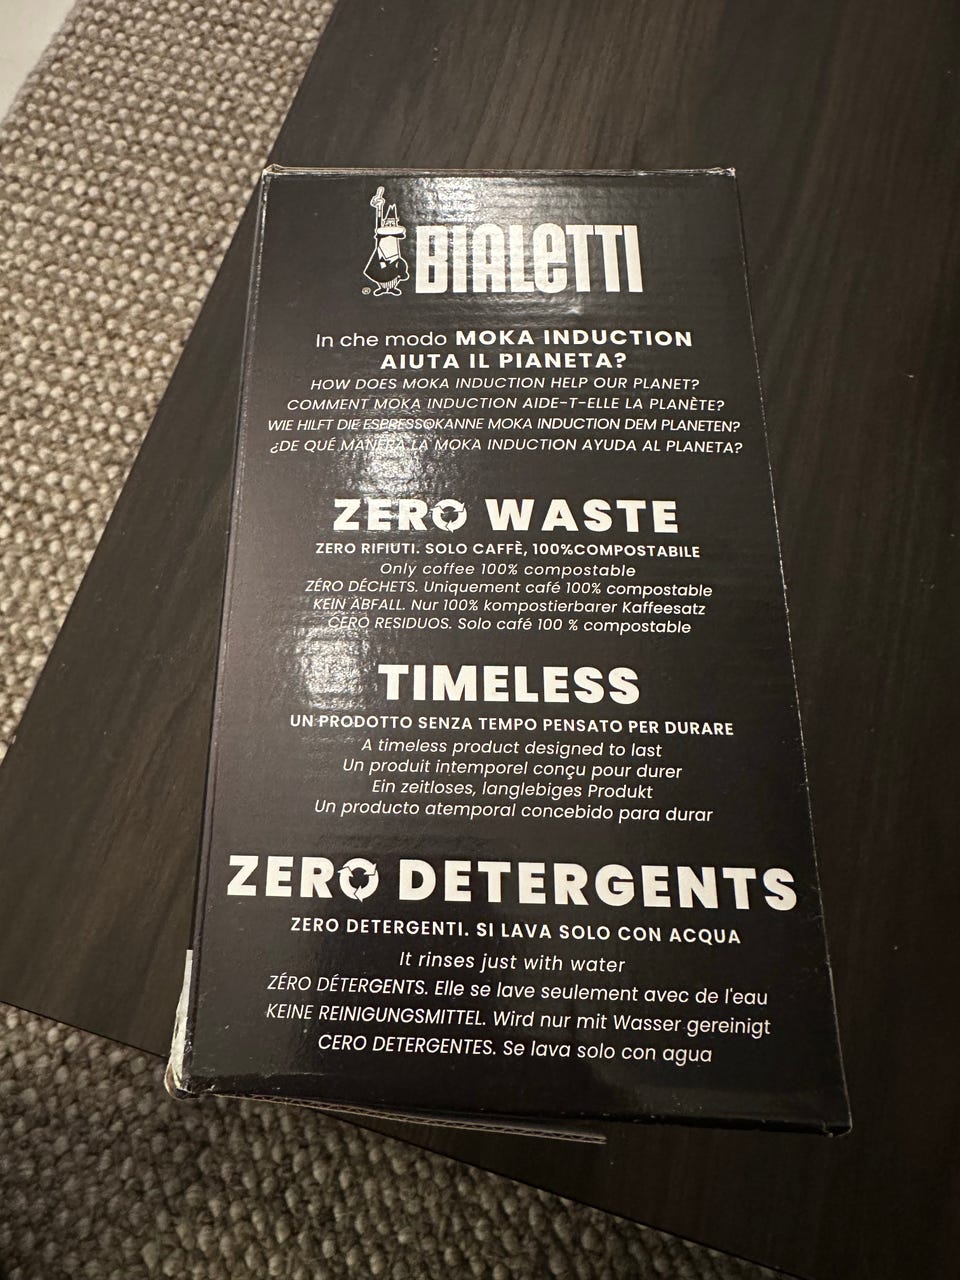 BIALETTI
In che modo MOKA INDUCTION
AIUTA IL PIANETA?
HOW DOES MOKA INDUCTION HELP OUR PLANET?
COMMENT MOKA INDUCTION AIDE-T-ELLE LA PLANÈTE?
WIE HILFT DIE ESPRESSOKANNE MOKA INDUCTION DEM PLANETEN?
¿DE QUÉ MANERA LA MOKA INDUCTION AYUDA AL PLANETA?
ZERO WASTE
ZERO RIFIUTI. SOLO CAFFÈ, 100%COMPOSTABILE
Only coffee 100% compostable
ZÉRO DÉCHETS. Uniquement café 100% compostable
KEIN ABFALL. Nur 100% kompostierbarer Kaffeesatz
CERO RESIDUOS. Solo café 100 % compostable
TIMELESS
UN PRODOTTO SENZA TEMPO PENSATO PER DURARE
A timeless product designed to last
Un produit intemporel conçu pour durer
Ein zeitloses, langlebiges Produkt
Un producto atemporal concebido para durar
ZERO DETERGENTS
ZERO DETERGENTI. SI LAVA SOLO CON ACQUA
It rinses just with water
ZÉRO DÉTERGENTS. Elle se lave seulement avec de l'eau
KEINE REINIGUNGSMITTEL. Wird nur mit Wasser gereinigt
CERO DETERGENTES. Se lava solo con agua